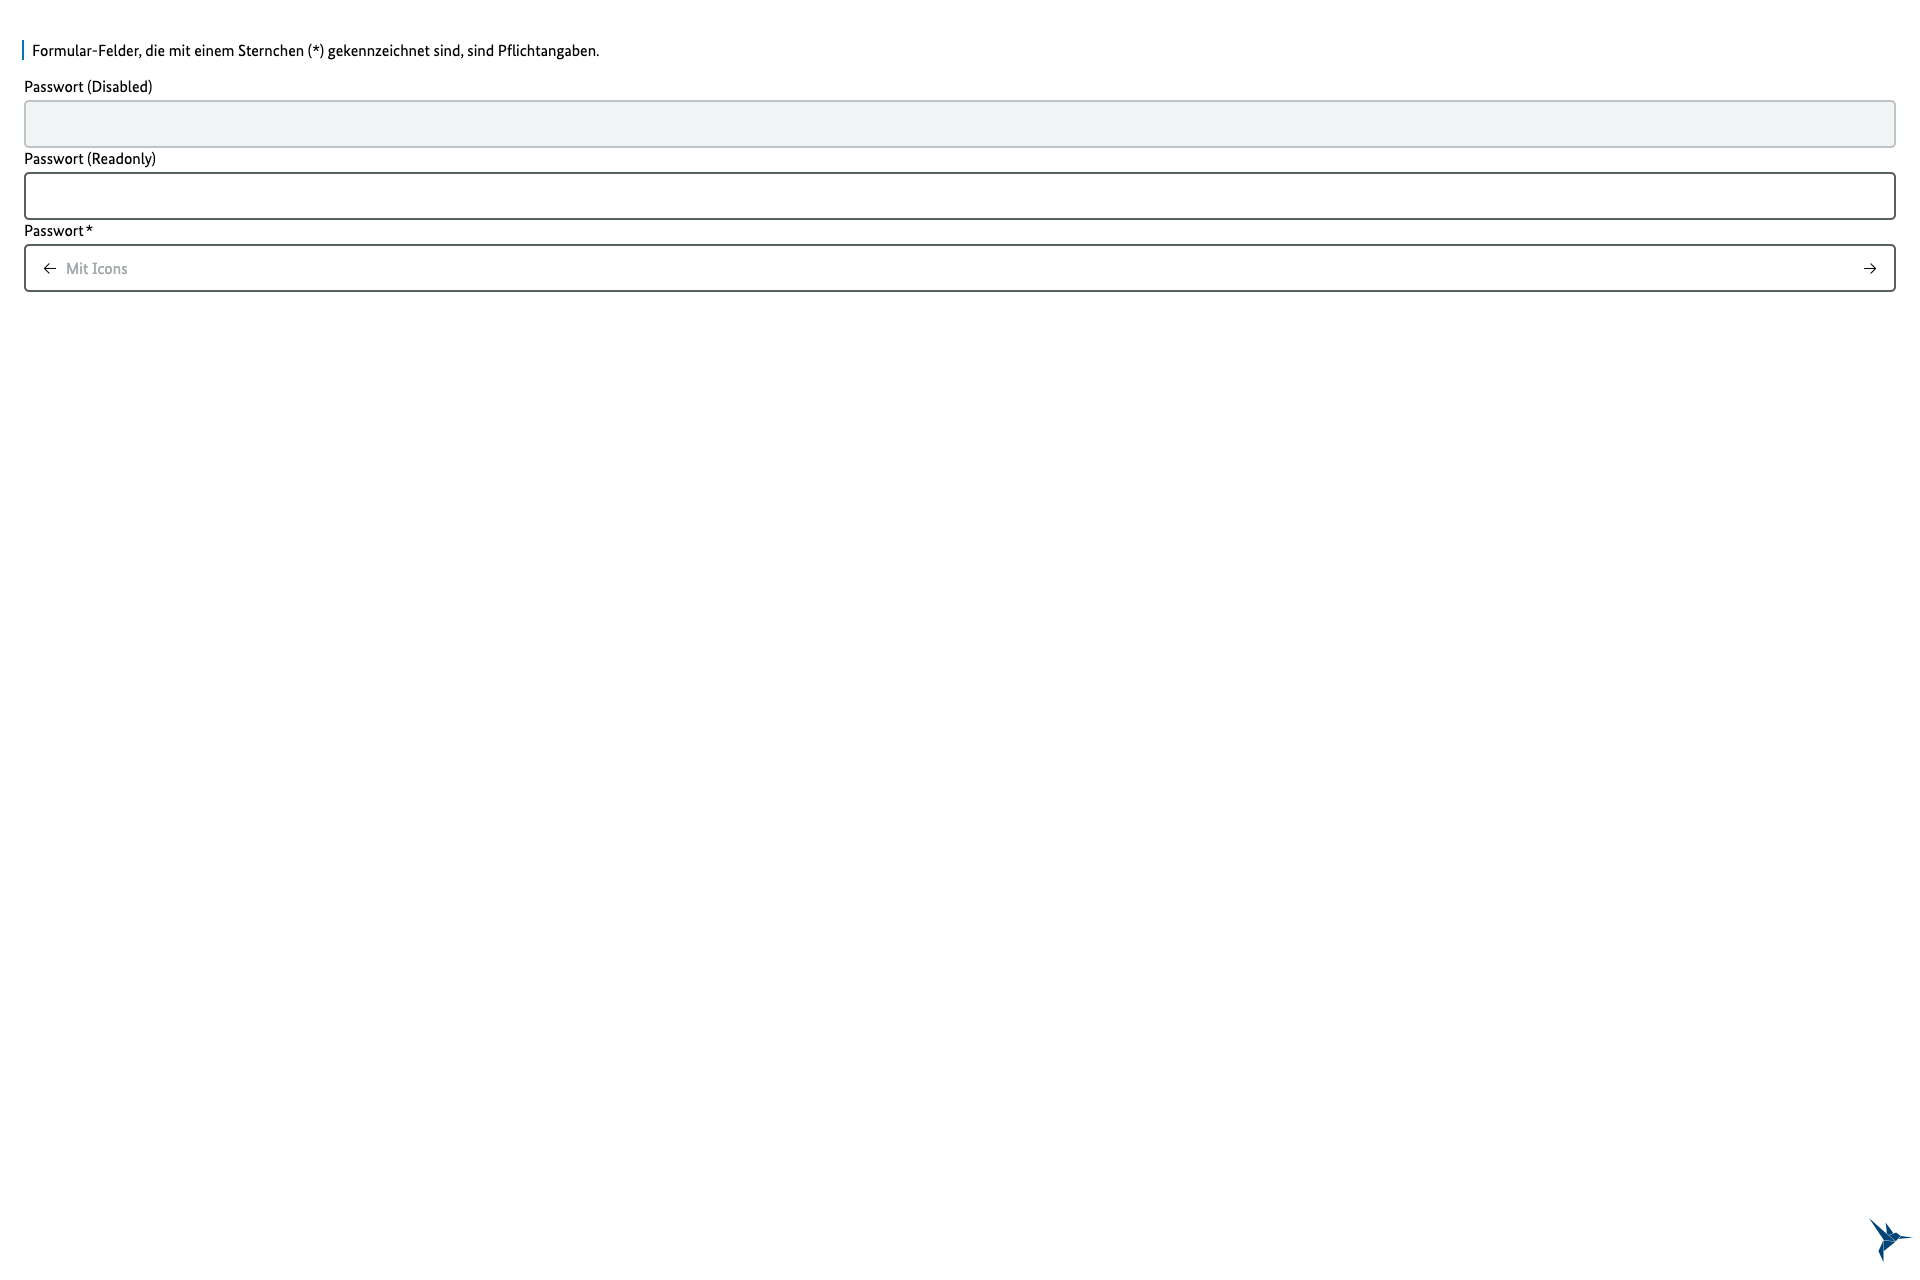 Formular-Felder, die mit einem Sternchen (*) gekennzeichnet sind, sind Pflichtangaben.
Passwort (Disabled)
Passwort (Readonly)
Passwort*
Mit Icons